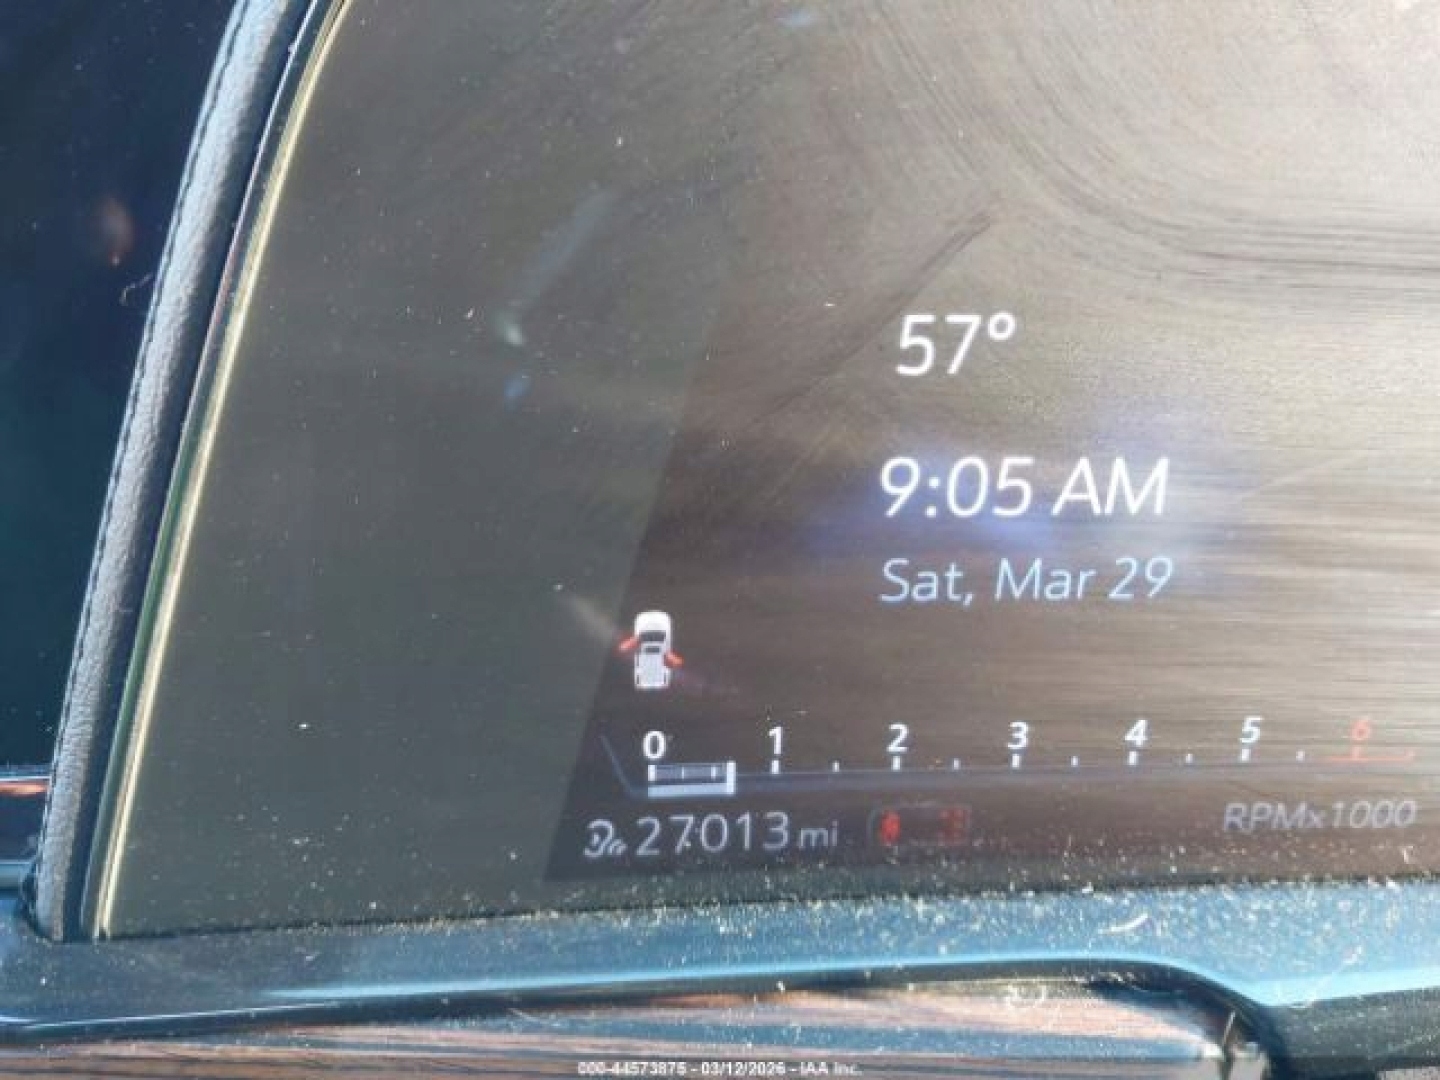 57°
9:05 AM
Sat, Mar 29
0 1 2 3 4 5 6
27013 mi
RPMx1000
000-44573875 - 03/12/2026 - IAA Inc.